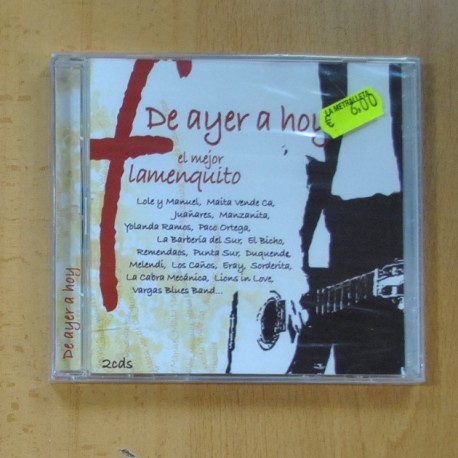 De ayer a hoy
LA METRALLETA
€ 6.00
el mejor
flamenquito
Lole y Manuel, Maita Vende Ca,
Juañares, Manzanita,
Yolanda Ramos, Paco Ortega,
La Barbería del Sur, El Bicho,
Remendaos, Punta Sur, Duquende,
Melendi, Los Caños, Eray, Sorderita,
La Cabra Mecánica, Lions in Love,
Vargas Blues Band...
2cds
De ayer a hoy